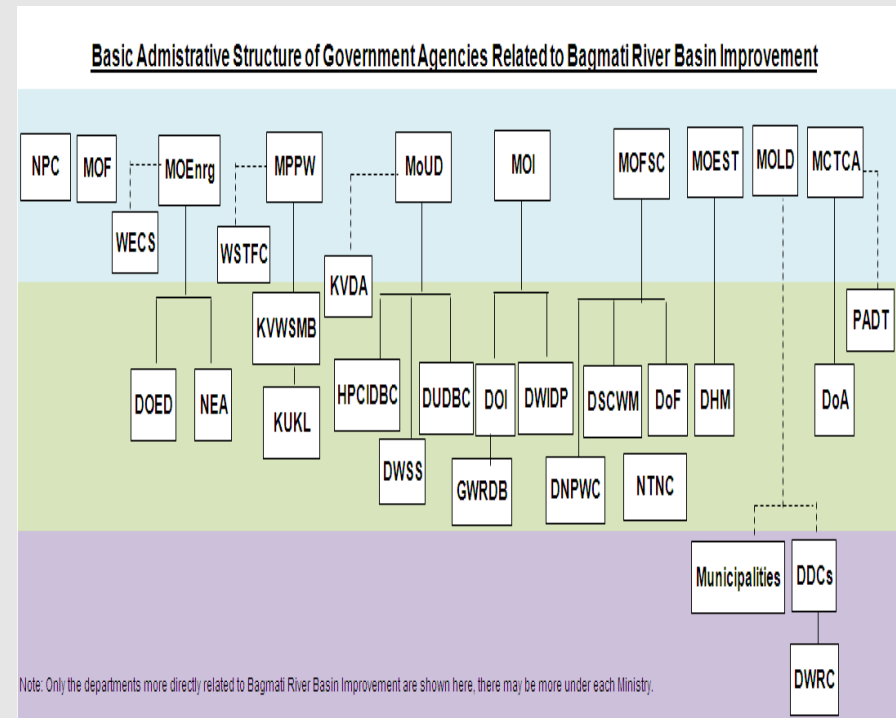 Basic Admistrative Structure of Government Agencies Related to Bagmati River Basin Improvement
NPC
MOF
MOEnrg
MPPW
MoUD
MOI
MOFSC
MOEST
MOLD
MCTCA
WECS
WSTFC
KVDA
PADT
KVWSMB
DOED
NEA
KUKL
HPCIDBC
DUDBC
DOI
DWIDP
DSCWM
DoF
DHM
DoA
DWSS
GWRDB
DNPWC
NTNC
Municipalities
DDCs
DWRC
Note: Only the departments more directly related to Bagmati River Basin Improvement are shown here, there may be more under each Ministry.